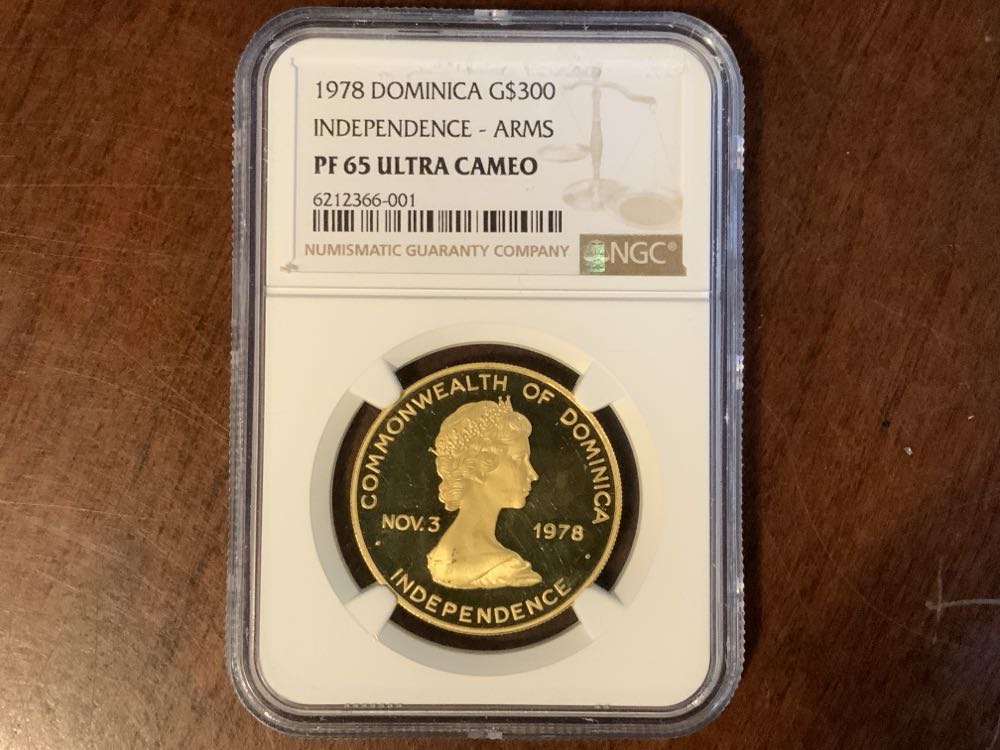 1978 DOMINICA G$300
INDEPENDENCE - ARMS
PF 65 ULTRA CAMEO
6212366-001
NUMISMATIC GUARANTY COMPANY
NGC®
COMMONWEALTH OF DOMINICA
NOV. 3 1978
INDEPENDENCE